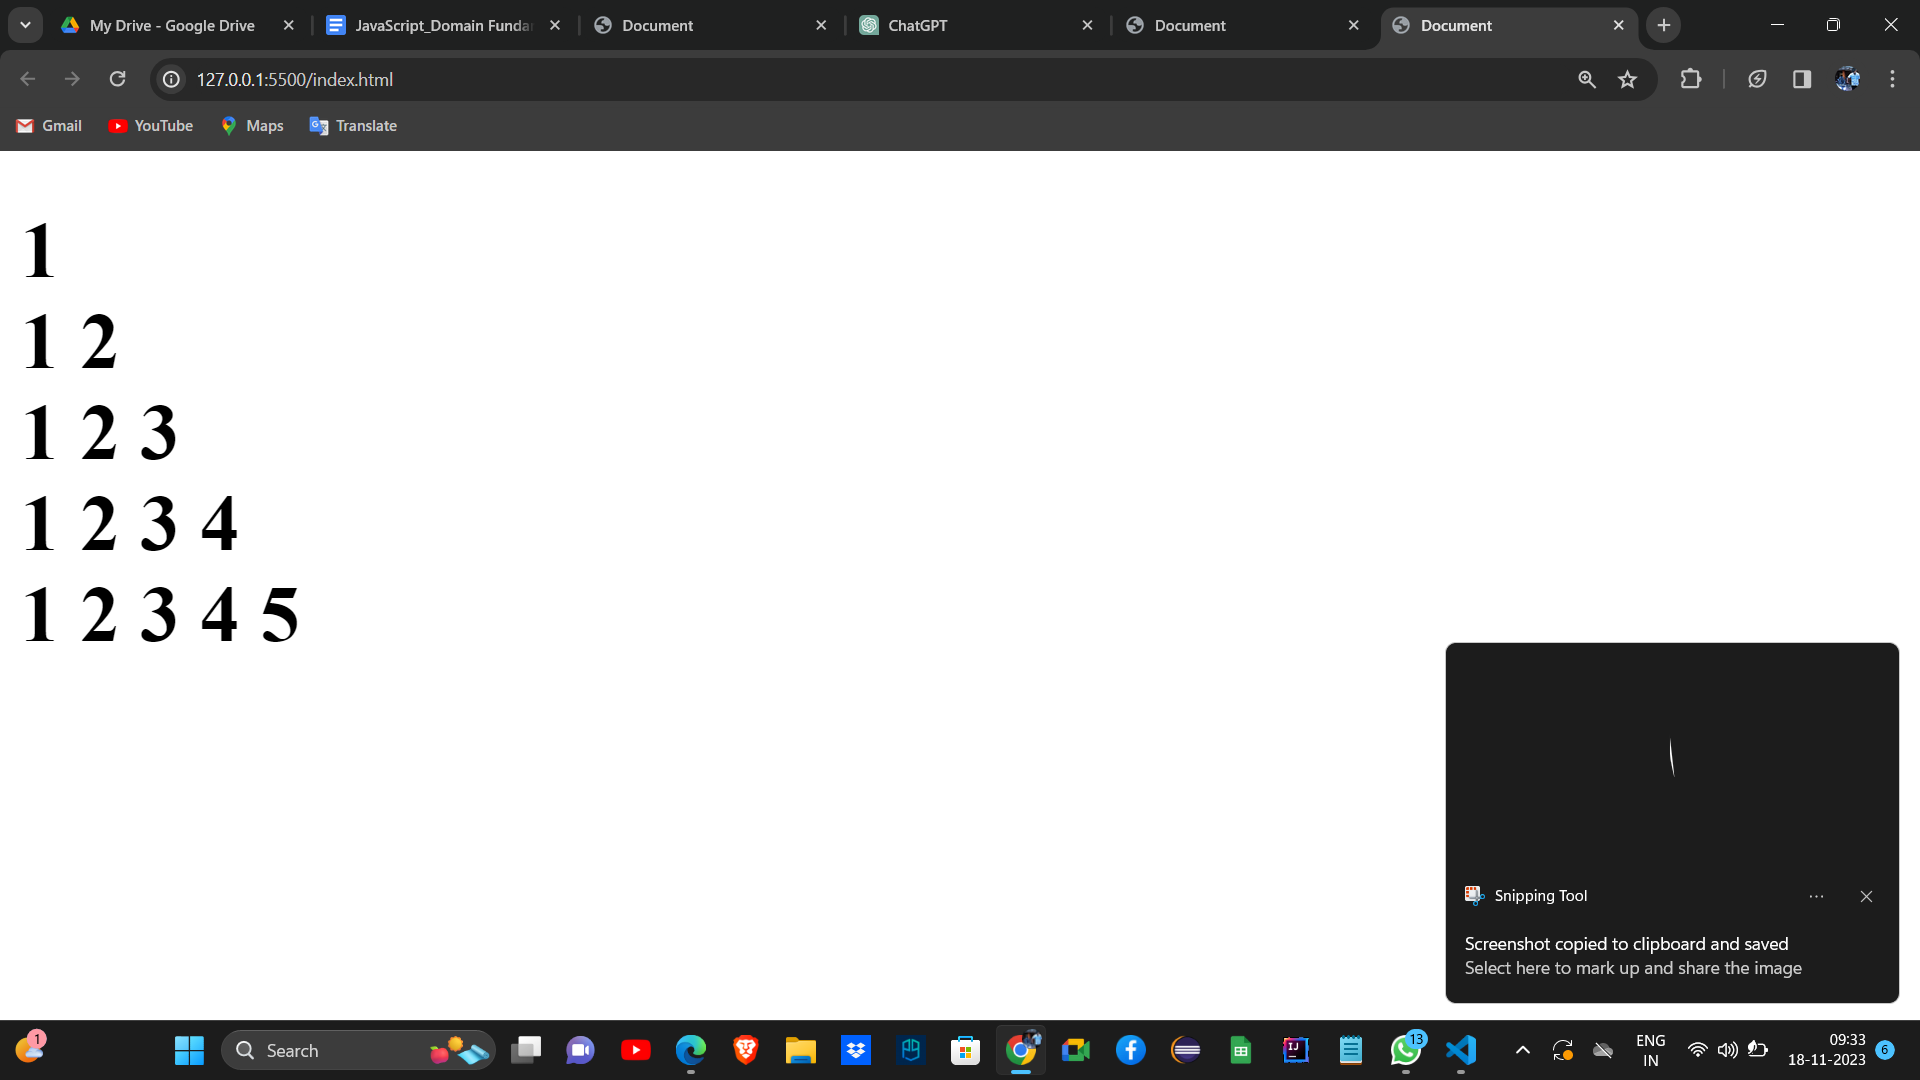 My Drive - Google Drive
JavaScript_Domain Funda
Document
ChatGPT
Document
Document
127.0.0.1:5500/index.html
Gmail
YouTube
Maps
Translate
1
1 2
1 2 3
1 2 3 4
1 2 3 4 5
Snipping Tool
Screenshot copied to clipboard and saved
Select here to mark up and share the image
1
Search
IJ
13
ENG
IN
09:33
18-11-2023
6